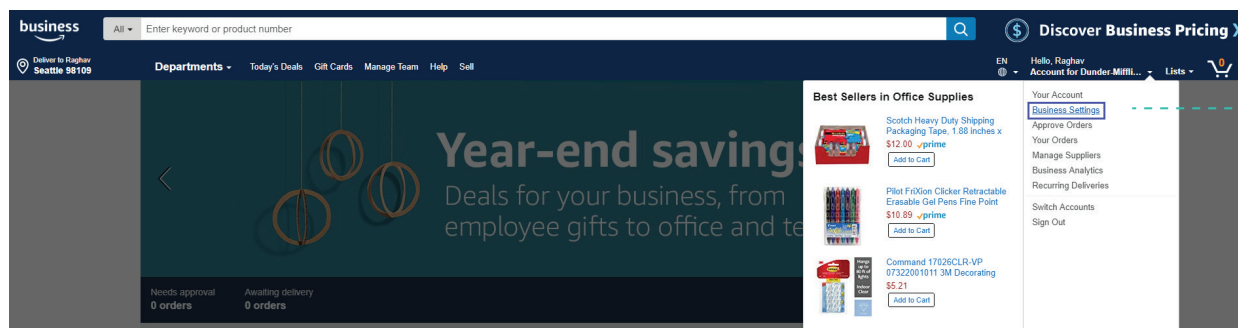 business
All
Enter keyword or product number
$ Discover Business Pricing
Deliver to Raghav
Seattle 98109
Departments
Today's Deals
Gift Cards
Manage Team
Help
Sell
EN
Hello, Raghav
Account for Dunder-Miffli...
Lists
0
Year-end savings
Deals for your business, from
employee gifts to office and te
Needs approval
0 orders
Awaiting delivery
0 orders
Best Sellers in Office Supplies
Scotch Heavy Duty Shipping
Packaging Tape, 1.88 inches x
$12.00 prime
Add to Cart
Pilot FriXion Clicker Retractable
Erasable Gel Pens Fine Point
$10.89 prime
Add to Cart
Command 17026CLR-VP
07322001011 3M Decorating
$5.21
Add to Cart
Your Account
Business Settings
Approve Orders
Your Orders
Manage Suppliers
Business Analytics
Recurring Deliveries
Switch Accounts
Sign Out